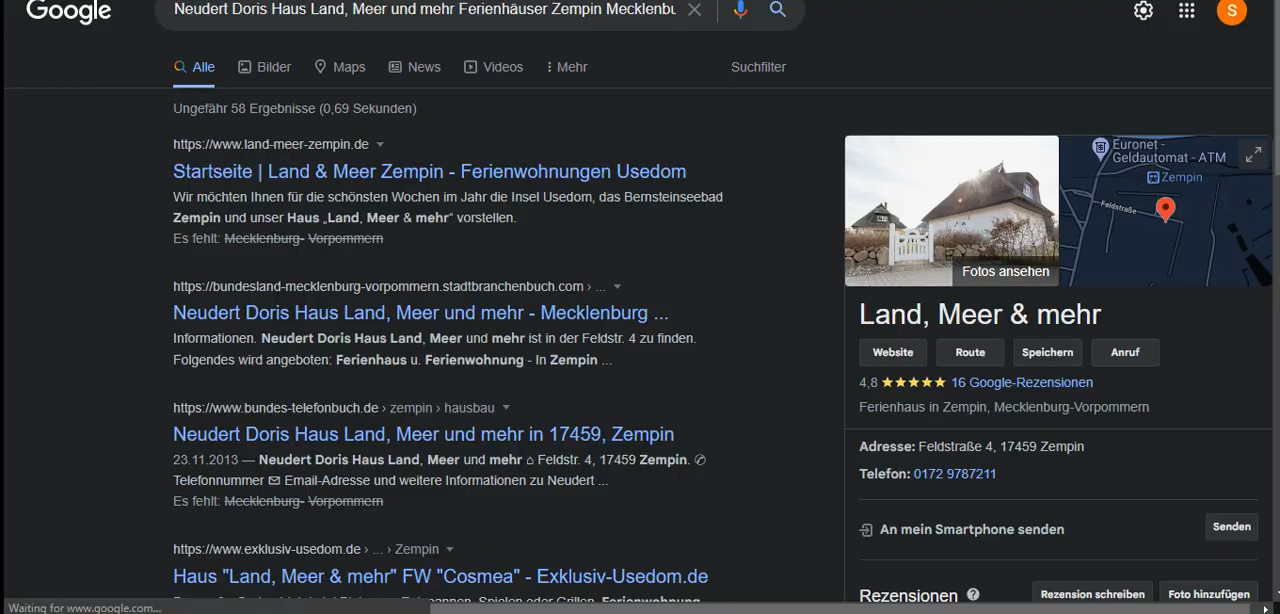 Google
Neudert Doris Haus Land, Meer und mehr Ferienhäuser Zempin Mecklenbu
S
Alle Bilder Maps News Videos Mehr Suchfilter
Ungefähr 58 Ergebnisse (0,69 Sekunden)
https://www.land-meer-zempin.de
Startseite | Land & Meer Zempin - Ferienwohnungen Usedom
Wir möchten Ihnen für die schönsten Wochen im Jahr die Insel Usedom, das Bernsteinseebad
Zempin und unser Haus „Land, Meer & mehr“ vorstellen.
Es fehlt: Mecklenburg- Vorpommern
https://bundesland-mecklenburg-vorpommern.stadtbranchenbuch.com › ...
Neudert Doris Haus Land, Meer und mehr - Mecklenburg ...
Informationen. Neudert Doris Haus Land, Meer und mehr ist in der Feldstr. 4 zu finden.
Folgendes wird angeboten: Ferienhaus u. Ferienwohnung - In Zempin ...
https://www.bundes-telefonbuch.de › zempin › hausbau
Neudert Doris Haus Land, Meer und mehr in 17459, Zempin
23.11.2013 — Neudert Doris Haus Land, Meer und mehr ⌂ Feldstr. 4, 17459 Zempin. ✆
Telefonnummer ✉ Email-Adresse und weitere Informationen zu Neudert ...
Es fehlt: Mecklenburg- Vorpommern
https://www.exklusiv-usedom.de › ... › Zempin
Haus "Land, Meer & mehr" FW "Cosmea" - Exklusiv-Usedom.de
Spielen oder Grillen. Ferienwohnung
Waiting for www.google.com...
Fotos ansehen
Euronet -
Geldautomat - ATM
Zempin
Feldstraße
Land, Meer & mehr
Website Route Speichern Anruf
4,8 ★★★★★ 16 Google-Rezensionen
Ferienhaus in Zempin, Mecklenburg-Vorpommern
Adresse: Feldstraße 4, 17459 Zempin
Telefon: 0172 9787211
An mein Smartphone senden Senden
Rezensionen ? Rezension schreiben Foto hinzufügen